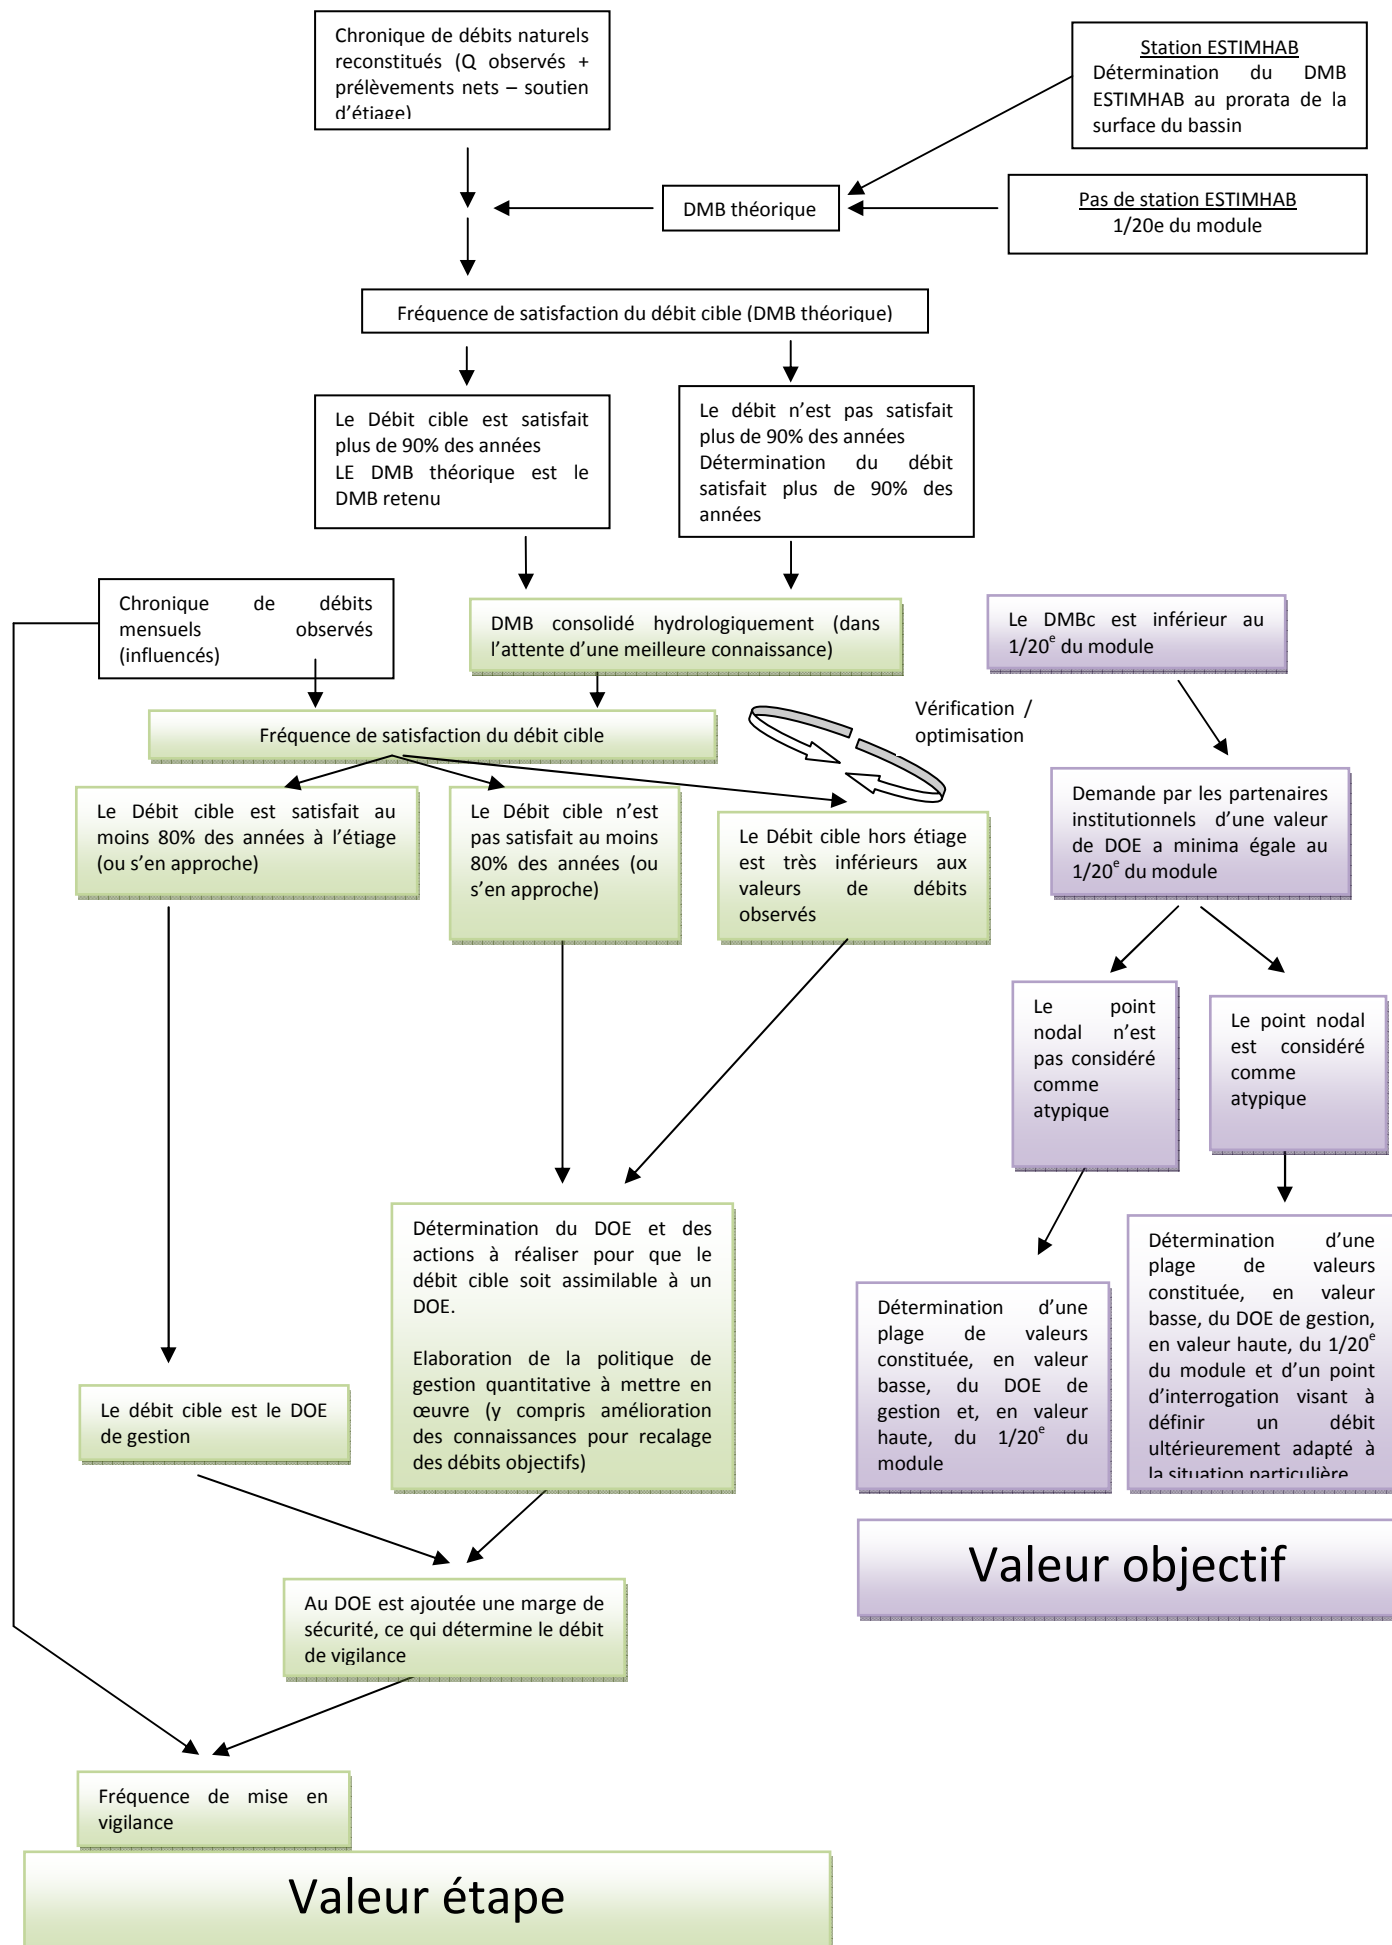 Chronique de débits naturels
reconstitués (Q observés +
prélèvements nets – soutien
d’étiage)
Station ESTIMHAB
Détermination du DMB
ESTIMHAB au prorata de la
surface du bassin
DMB théorique
Pas de station ESTIMHAB
1/20e du module
Fréquence de satisfaction du débit cible (DMB théorique)
Le Débit cible est satisfait
plus de 90% des années
LE DMB théorique est le
DMB retenu
Le débit n’est pas satisfait
plus de 90% des années
Détermination du débit
satisfait plus de 90% des
années
Chronique de débits
mensuels observés
(influencés)
DMB consolidé hydrologiquement (dans
l’attente d’une meilleure connaissance)
Le DMBc est inférieur au
1/20e du module
Fréquence de satisfaction du débit cible
Vérification /
optimisation
Le Débit cible est satisfait au
moins 80% des années à l’étiage
(ou s’en approche)
Le Débit cible n’est
pas satisfait au moins
80% des années (ou
s’en approche)
Le Débit cible hors étiage
est très inférieurs aux
valeurs de débits
observés
Demande par les partenaires
institutionnels d’une valeur
de DOE a minima égale au
1/20e du module
Le point
nodal n’est
pas considéré
comme
atypique
Le point nodal
est considéré
comme
atypique
Détermination du DOE et des
actions à réaliser pour que le
débit cible soit assimilable à un
DOE.
Elaboration de la politique de
gestion quantitative à mettre en
œuvre (y compris amélioration
des connaissances pour recalage
des débits objectifs)
Détermination d’une
plage de valeurs
constituée, en valeur
basse, du DOE de
gestion et, en valeur
haute, du 1/20e du
module
Détermination d’une
plage de valeurs
constituée, en valeur
basse, du DOE de gestion,
en valeur haute, du 1/20e
du module et d’un point
d’interrogation visant à
définir un débit
ultérieurement adapté à
la situation particulière
Le débit cible est le DOE
de gestion
Valeur objectif
Au DOE est ajoutée une marge de
sécurité, ce qui détermine le débit
de vigilance
Fréquence de mise en
vigilance
Valeur étape